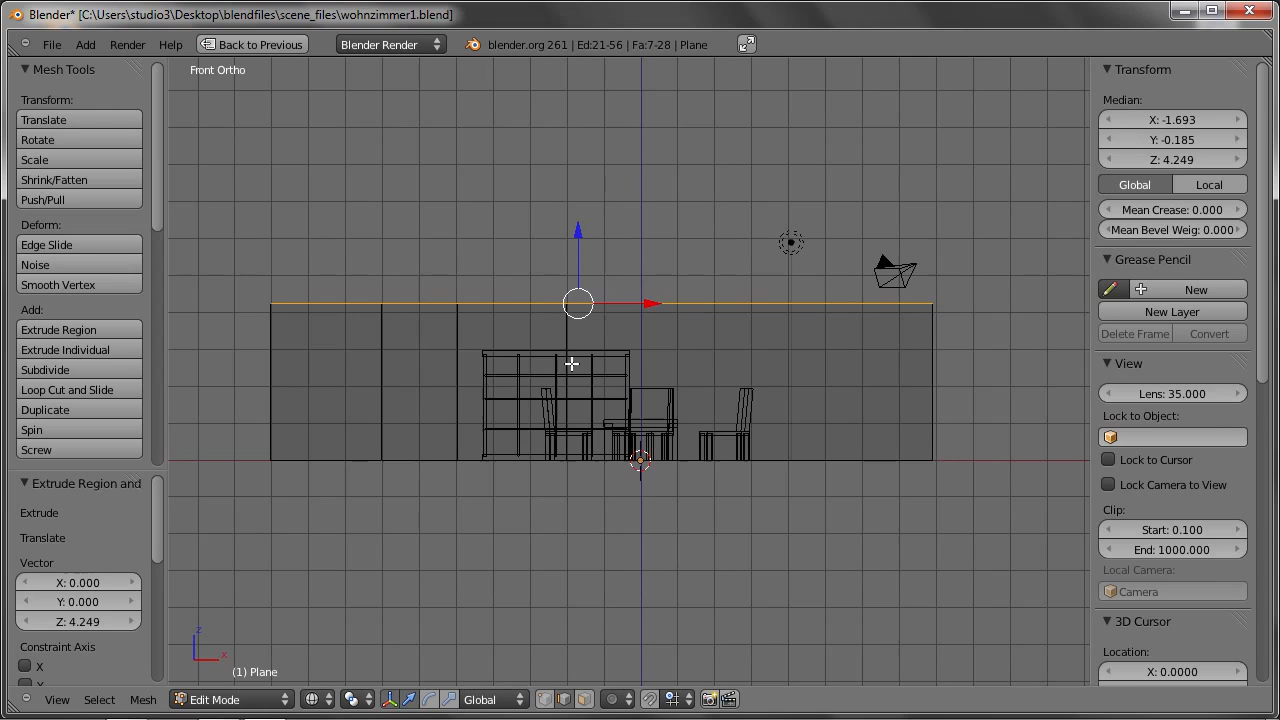 Blender* [C:\Users\studio3\Desktop\blendfiles\scene_files\wohnzimmer1.blend]
File Add Render Help Back to Previous Blender Render blender.org 261 | Ed:21-56 | Fa:7-28 | Plane
Mesh Tools
Transform:
Translate
Rotate
Scale
Shrink/Fatten
Push/Pull
Deform:
Edge Slide
Noise
Smooth Vertex
Add:
Extrude Region
Extrude Individual
Subdivide
Loop Cut and Slide
Duplicate
Spin
Screw
Extrude Region and
Extrude
Translate
Vector
X: 0.000
Y: 0.000
Z: 4.249
Constraint Axis
X
Front Ortho
z
x
(1) Plane
Transform
Median:
X: -1.693
Y: -0.185
Z: 4.249
Global Local
Mean Crease: 0.000
Mean Bevel Weig: 0.000
Grease Pencil
New
New Layer
Delete Frame Convert
View
Lens: 35.000
Lock to Object:
Lock to Cursor
Lock Camera to View
Clip:
Start: 0.100
End: 1000.000
Local Camera:
Camera
3D Cursor
Location:
X: 0.0000
View Select Mesh Edit Mode Global